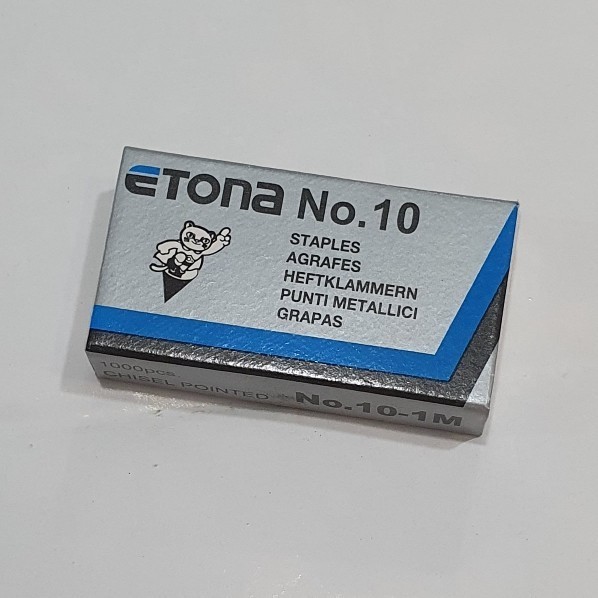 ETONA No.10
STAPLES
AGRAFES
HEFTKLAMMERN
PUNTI METALLICI
GRAPAS
1000pcs
CHISEL POINTED No.10-1M